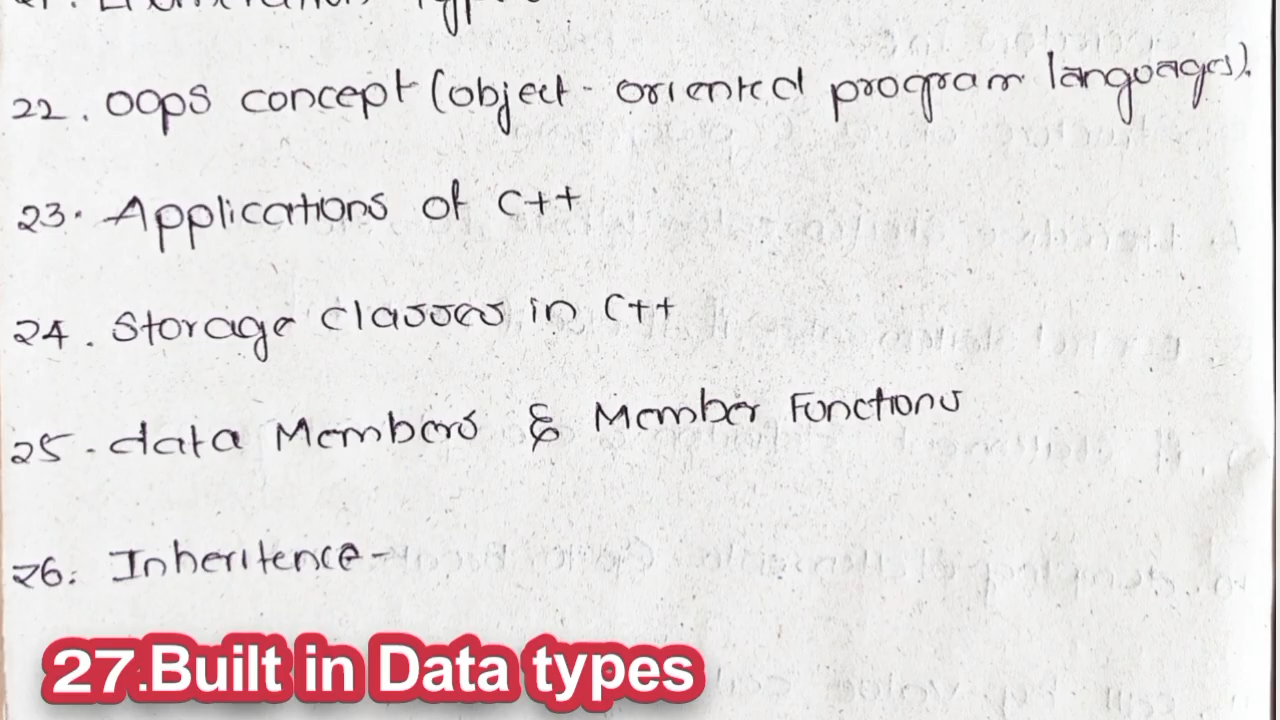 22. OOPS concept (object - oriented program languages).
23. Applications of C++
24. Storage classes in C++
25. data Members & Member Functions
26. Inheritence -
27.Built in Data types